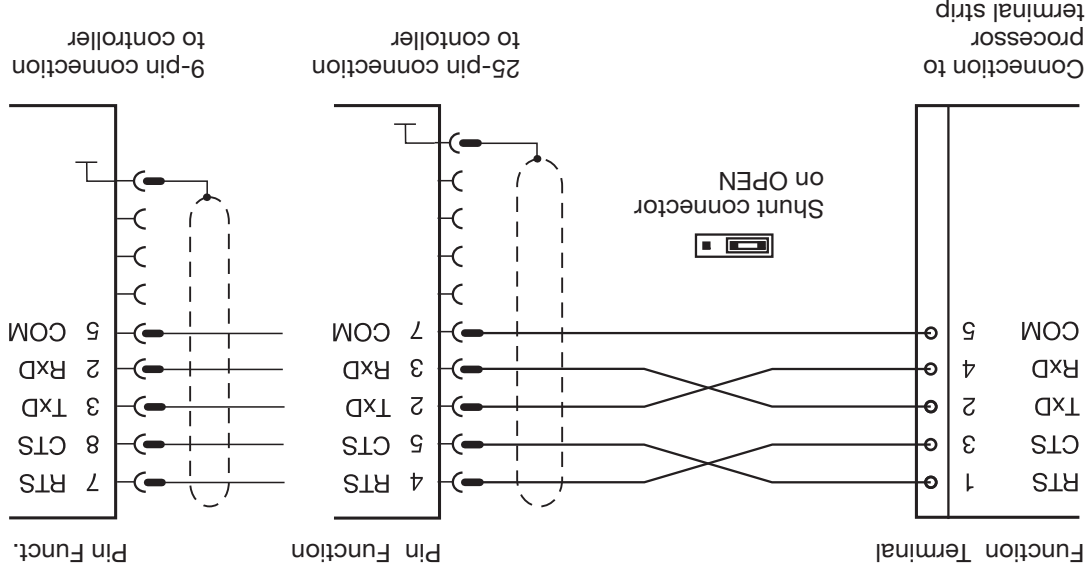 Function Terminal Pin Function Pin Funct.
RTS 1 4 RTS 7 RTS
CTS 3 5 CTS 8 CTS
TxD 2 2 TxD 3 TxD
RxD 4 3 RxD 2 RxD
COM 5 7 COM 5 COM
Shunt connector
on OPEN
Connection to
processor
terminal strip
25-pin connection
to contoller
9-pin connection
to controller